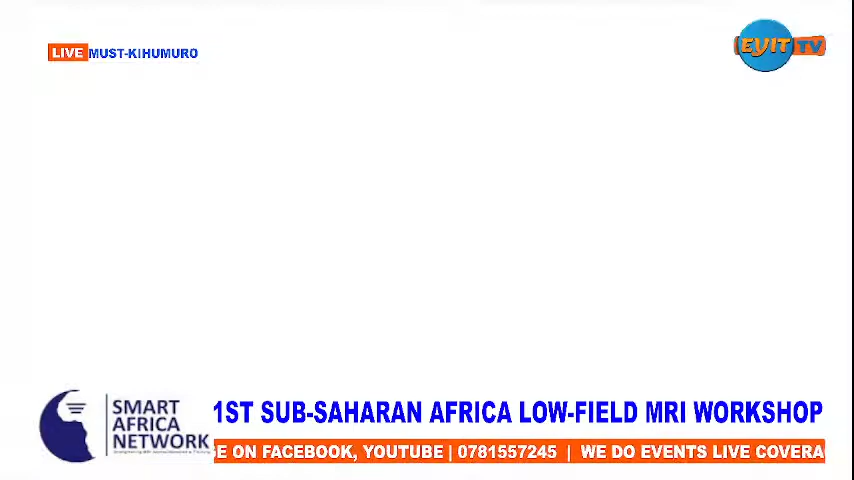 LIVE MUST-KIHUMURO
EVIT TV
SMART
AFRICA
NETWORK
1ST SUB-SAHARAN AFRICA LOW-FIELD MRI WORKSHOP
GE ON FACEBOOK, YOUTUBE | 0781557245 | WE DO EVENTS LIVE COVERA